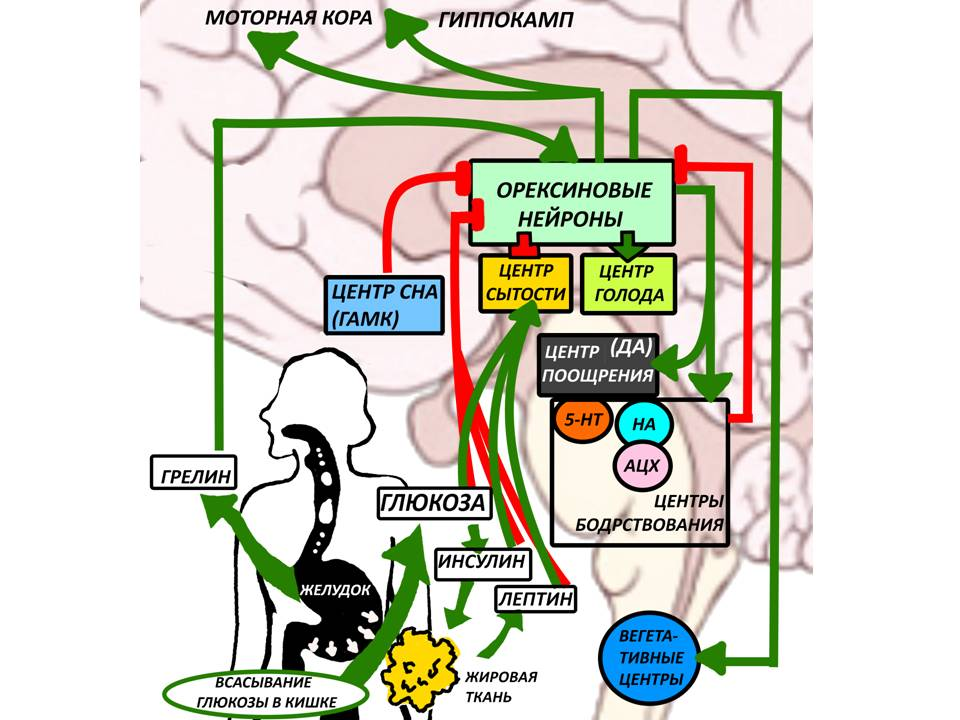 МОТОРНАЯ КОРА
ГИППОКАМП
ОРЕКСИНОВЫЕ
НЕЙРОНЫ
ЦЕНТР
СЫТОСТИ
ЦЕНТР
ГОЛОДА
ЦЕНТР СНА
(ГАМК)
ЦЕНТР (ДА)
ПООЩРЕНИЯ
5-НТ
НА
АЦХ
ЦЕНТРЫ
БОДРСТВОВАНИЯ
ГРЕЛИН
ГЛЮКОЗА
ИНСУЛИН
ЛЕПТИН
ЖЕЛУДОК
ВЕГЕТА-
ТИВНЫЕ
ЦЕНТРЫ
ЖИРОВАЯ
ТКАНЬ
ВСАСЫВАНИЕ
ГЛЮКОЗЫ В КИШКЕ